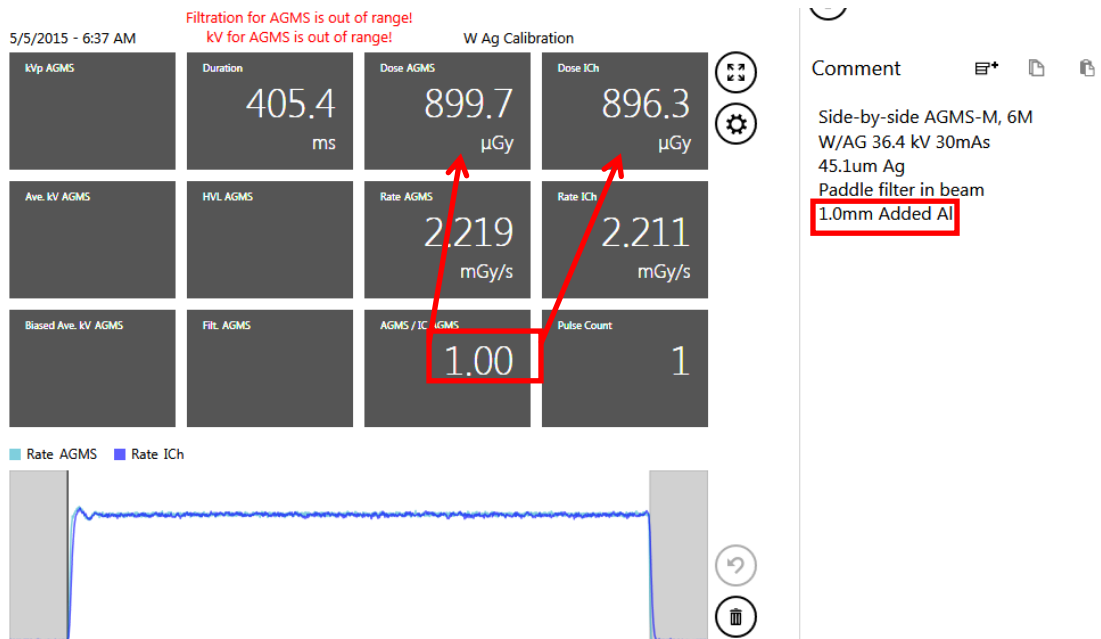 Filtration for AGMS is out of range!
5/5/2015 - 6:37 AM
kV for AGMS is out of range!
W Ag Calibration
kVp AGMS
Duration
405.4
ms
Dose AGMS
899.7
µGy
Dose ICh
896.3
µGy
Ave. kV AGMS
HVL AGMS
Rate AGMS
2.219
mGy/s
Rate ICh
2.211
mGy/s
Biased Ave. kV AGMS
Filt. AGMS
AGMS / IC AGMS
1.00
Pulse Count
1
Rate AGMS
Rate ICh
Comment
Side-by-side AGMS-M, 6M
W/AG 36.4 kV 30mAs
45.1um Ag
Paddle filter in beam
1.0mm Added Al